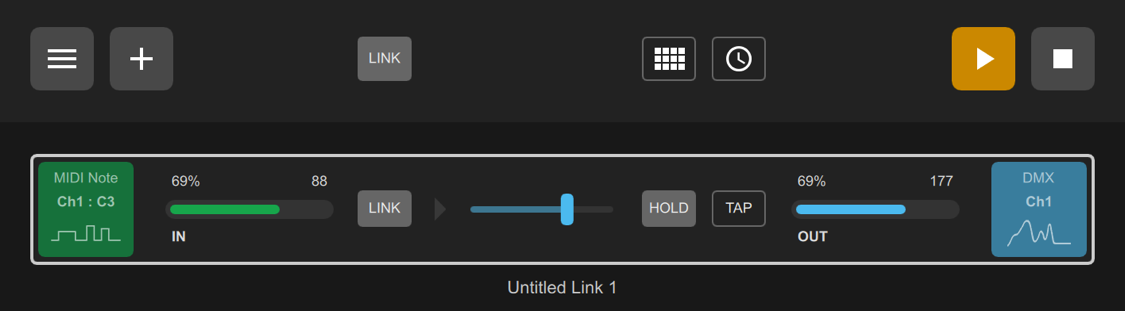 LINK
MIDI Note
Ch1 : C3
69% 88
IN
LINK
HOLD
TAP
69% 177
OUT
DMX
Ch1
Untitled Link 1